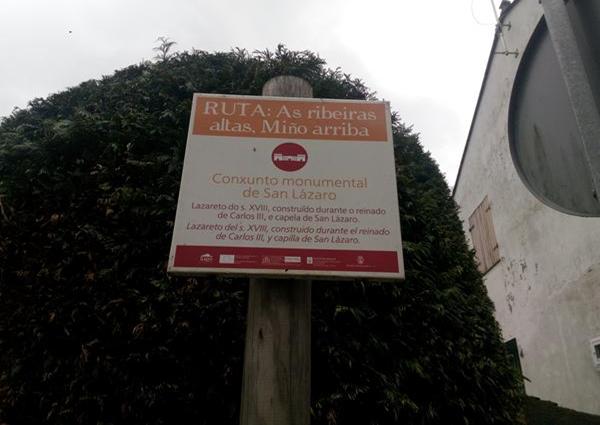 RUTA: As ribeiras
altas, Miño arriba
Conxunto monumental
de San Lázaro
Lazareto do s. XVIII, construído durante o reinado
de Carlos III, e capela de San Lázaro.
Lazareto del s. XVIII, construido durante el reinado
de Carlos III, y capilla de San Lázaro.